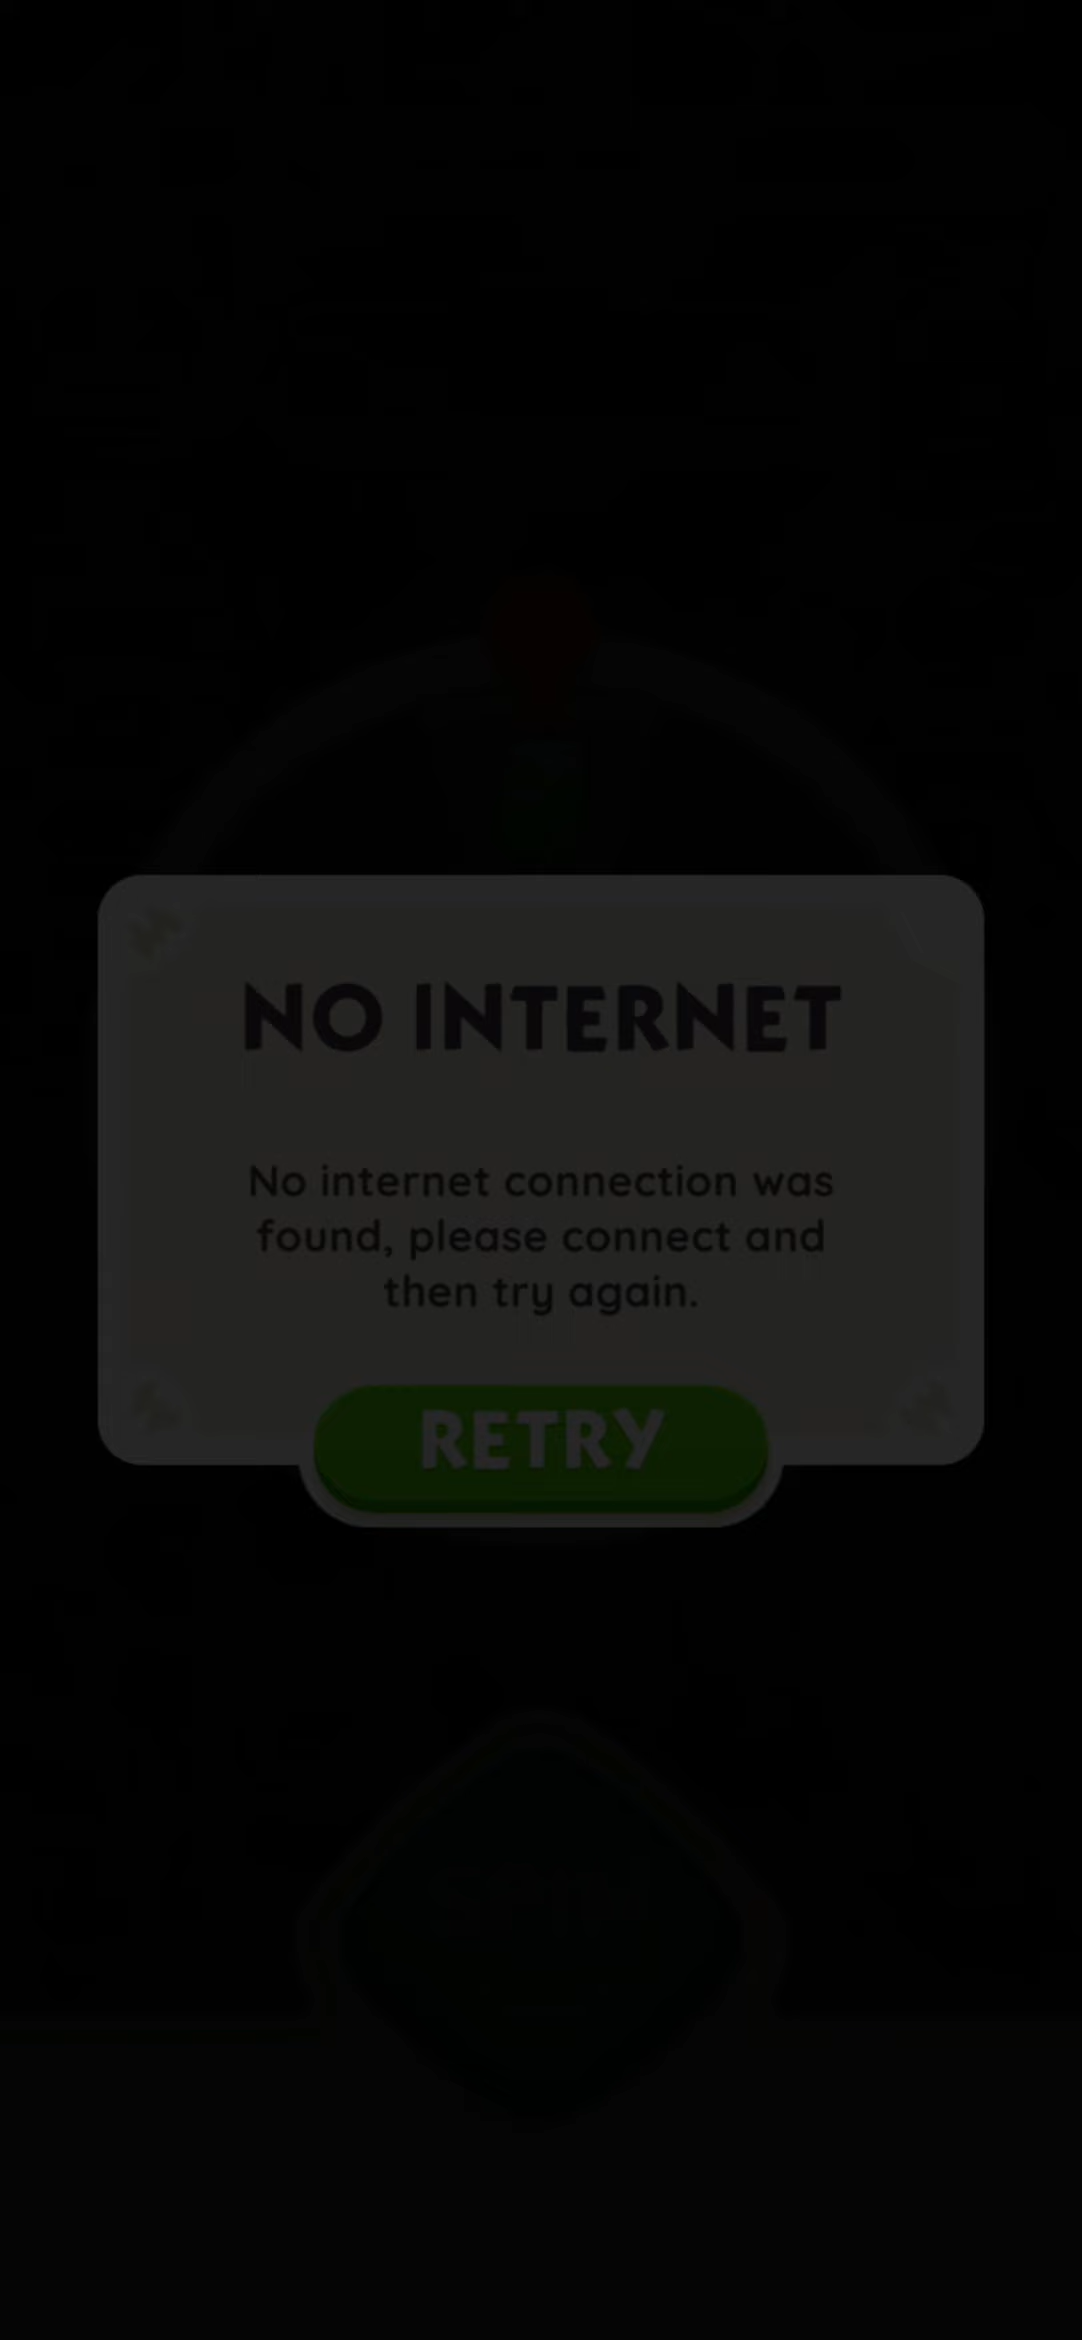 NO INTERNET
No internet connection was
found, please connect and
then try again.
RETRY